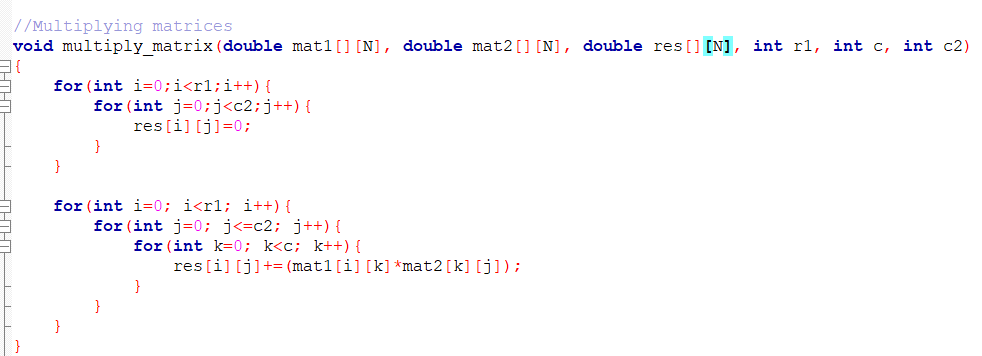 //Multiplying matrices
void multiply_matrix(double mat1[][N], double mat2[][N], double res[][N], int r1, int c, int c2)
{
    for(int i=0;i<r1;i++){
        for(int j=0;j<c2;j++){
            res[i][j]=0;
        }
    }

    for(int i=0; i<r1; i++){
        for(int j=0; j<=c2; j++){
            for(int k=0; k<c; k++){
                res[i][j]+=(mat1[i][k]*mat2[k][j]);
            }
        }
    }
}